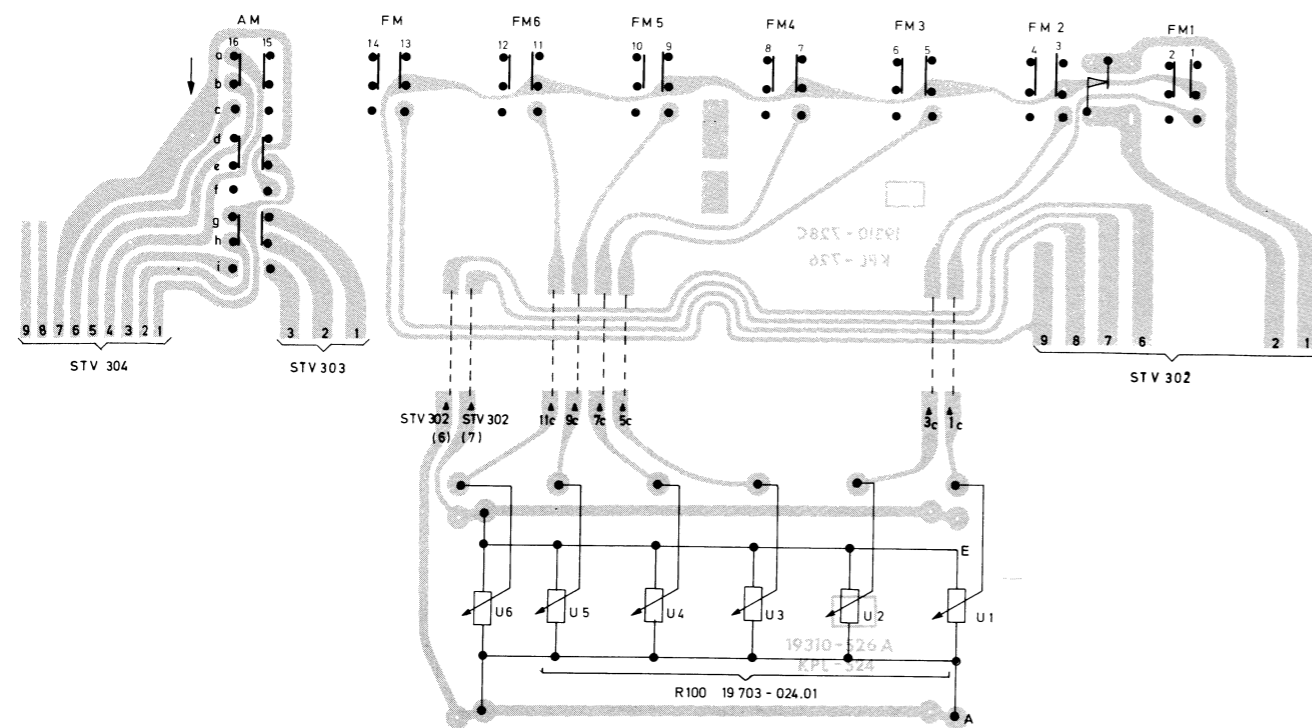 AM FM FM6 FM5 FM4 FM3 FM2 FM1
16 15 14 13 12 11 10 9 8 7 6 5 4 3 2 1
a
b
c
d
e
f
g
h
i
19310-728C
KPL-726
9 8 7 6 5 4 3 2 1
STV 304
3 2 1
STV 303
9 8 7 6 2 1
STV 302
STV 302 (6)
STV 302 (7)
11c 9c 7c 5c 3c 1c
E
U6 U5 U4 U3 U2 U1
19310-526A
KPL-524
R100 19 703 - 024.01
A